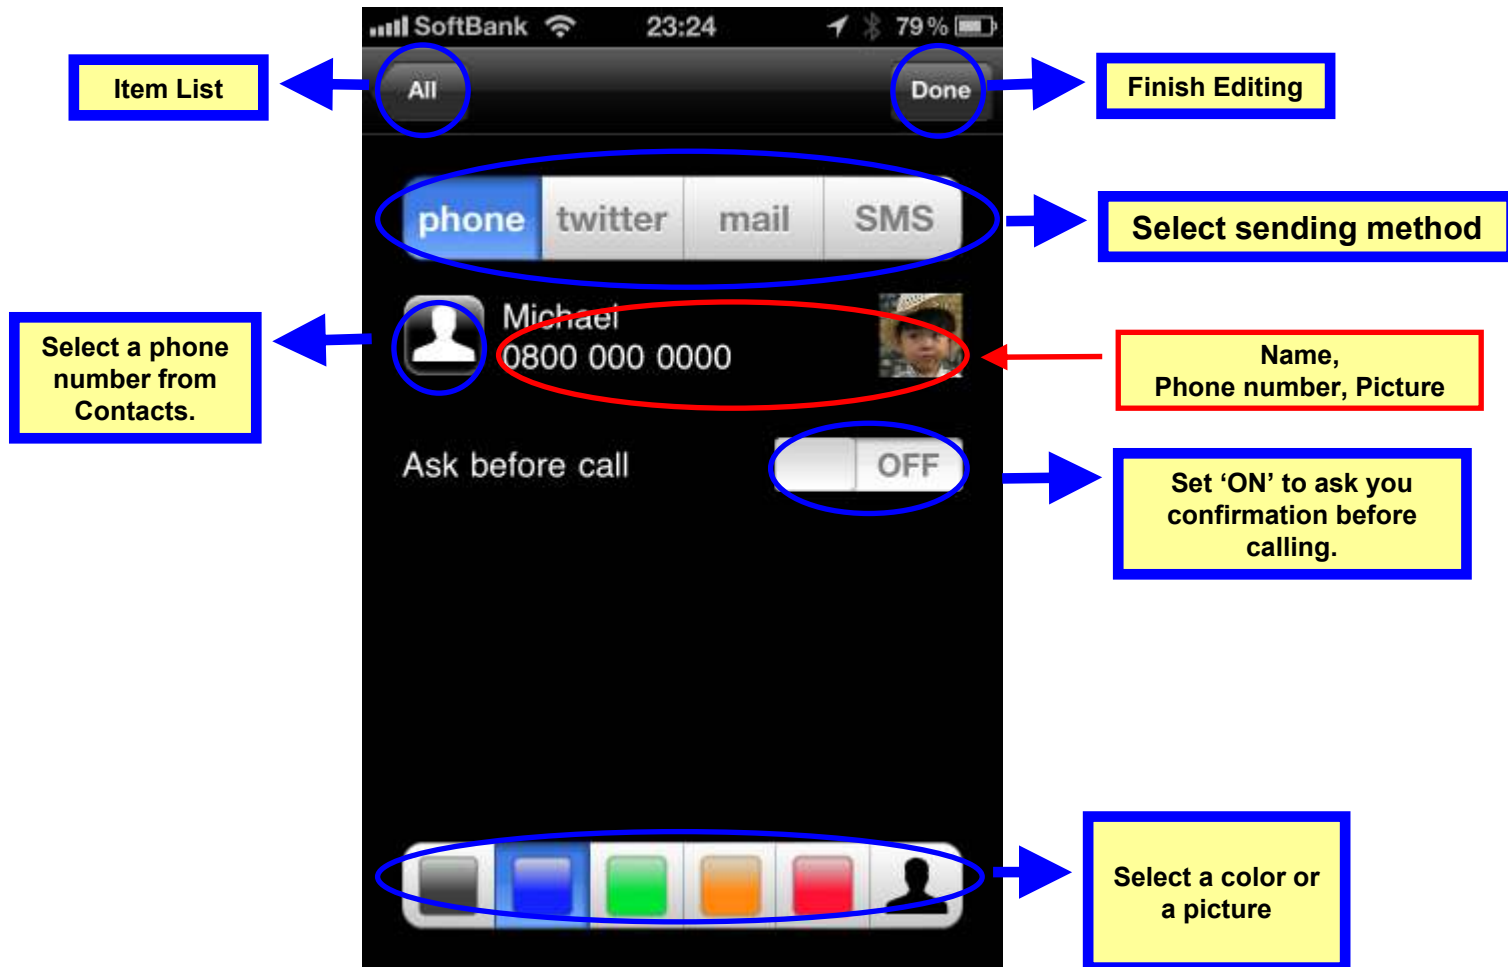 SoftBank 23:24 79%
Item List
All
Done
Finish Editing
phone twitter mail SMS
Select sending method
Michael
0800 000 0000
Select a phone
number from
Contacts.
Name,
Phone number, Picture
Ask before call
OFF
Set ‘ON’ to ask you
confirmation before
calling.
Select a color or
a picture